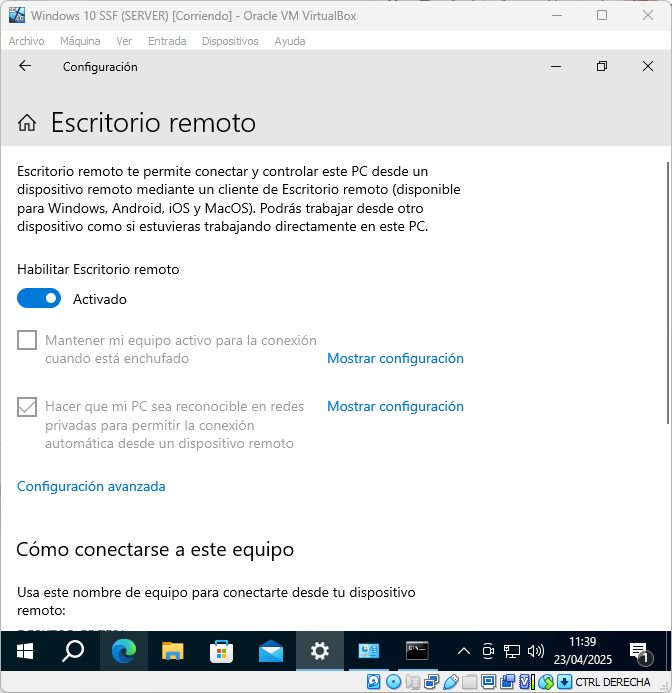 Windows 10 SSF (SERVER) [Corriendo] - Oracle VM VirtualBox
Archivo Máquina Ver Entrada Dispositivos Ayuda
Configuración
Escritorio remoto
Escritorio remoto te permite conectar y controlar este PC desde un
dispositivo remoto mediante un cliente de Escritorio remoto (disponible
para Windows, Android, iOS y MacOS). Podrás trabajar desde otro
dispositivo como si estuvieras trabajando directamente en este PC.
Habilitar Escritorio remoto
Activado
Mantener mi equipo activo para la conexión
cuando está enchufado
Mostrar configuración
Hacer que mi PC sea reconocible en redes
privadas para permitir la conexión
automática desde un dispositivo remoto
Mostrar configuración
Configuración avanzada
Cómo conectarse a este equipo
Usa este nombre de equipo para conectarte desde tu dispositivo
remoto:
11:39
23/04/2025
1
CTRL DERECHA